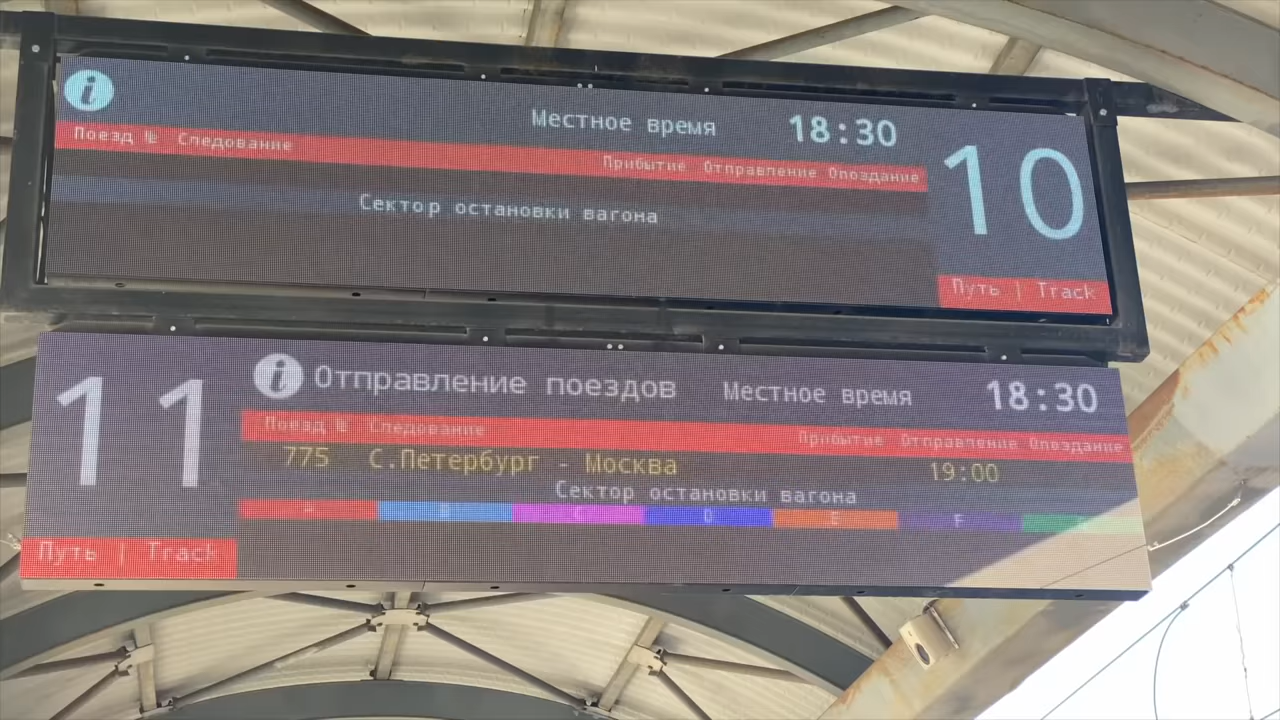 i
Местное время 18:30
Поезд № Следование Прибытие Отправление Опоздание
Сектор остановки вагона
10
Путь | Track
11
i Отправление поездов Местное время 18:30
Поезд № Следование Прибытие Отправление Опоздание
775 С.Петербург - Москва 19:00
Сектор остановки вагона
A B C D E F
Путь | Track